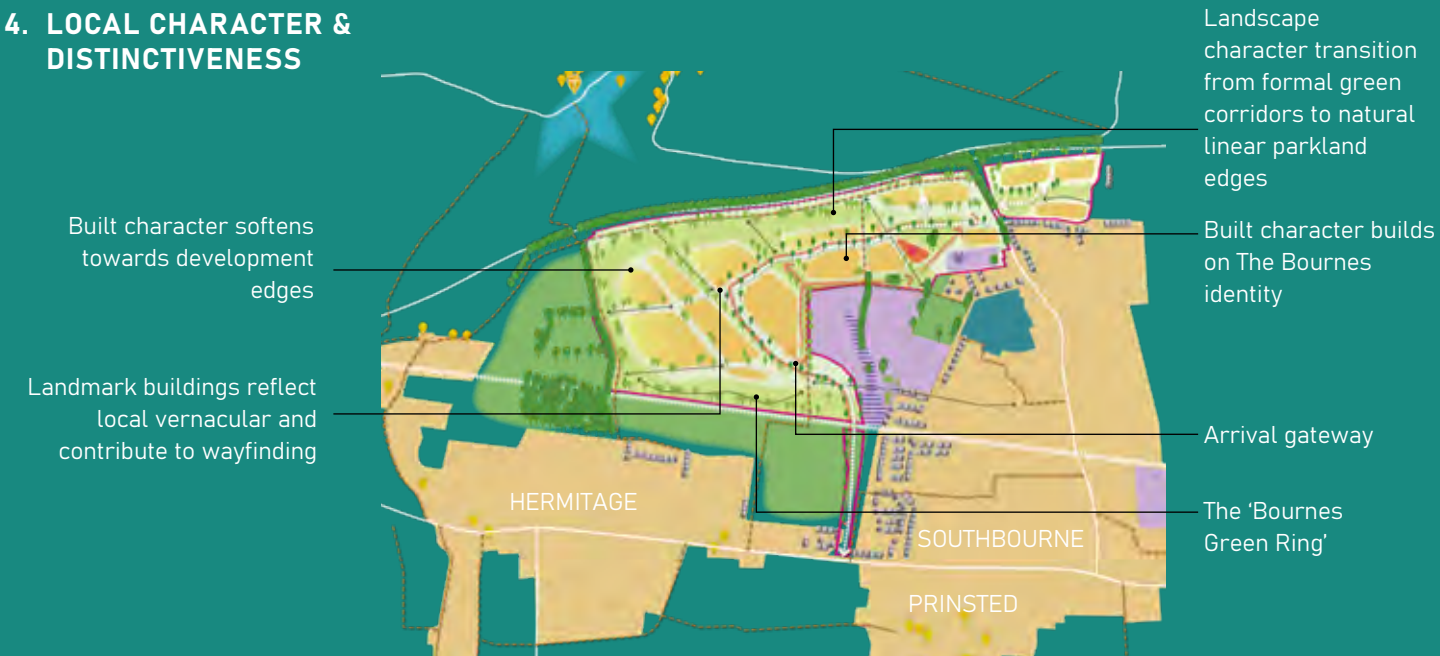 4. LOCAL CHARACTER &
DISTINCTIVENESS
Landscape
character transition
from formal green
corridors to natural
linear parkland
edges
Built character softens
towards development
edges
Built character builds
on The Bournes
identity
Landmark buildings reflect
local vernacular and
contribute to wayfinding
Arrival gateway
The ‘Bournes
Green Ring’
HERMITAGE
SOUTHBOURNE
PRINSTED